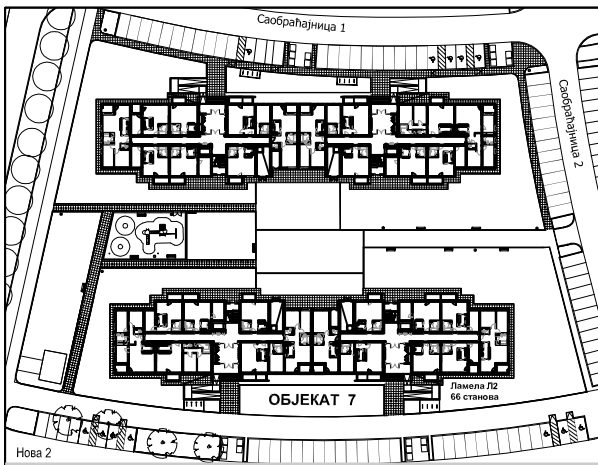 Саобраћајница 1
Саобраћајница 2
Ламела Л2
66 станова
ОБЈЕКАТ 7
Нова 2